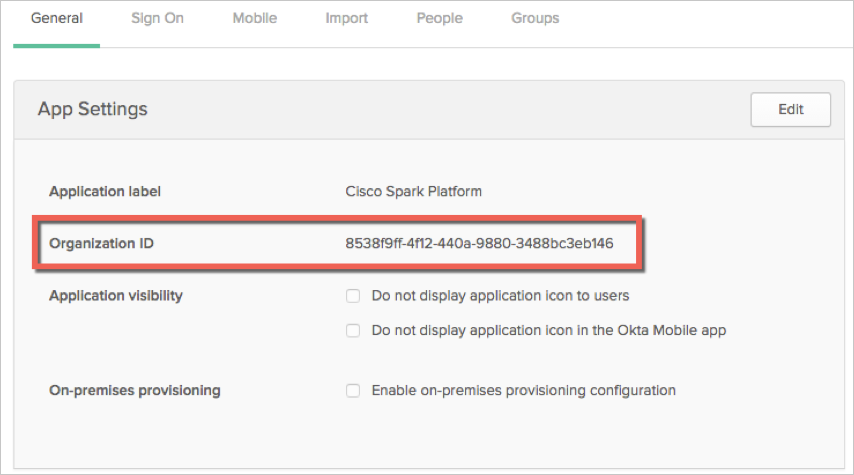 General Sign On Mobile Import People Groups
App Settings Edit
Application label Cisco Spark Platform
Organization ID 8538f9ff-4f12-440a-9880-3488bc3eb146
Application visibility Do not display application icon to users
Do not display application icon in the Okta Mobile app
On-premises provisioning Enable on-premises provisioning configuration